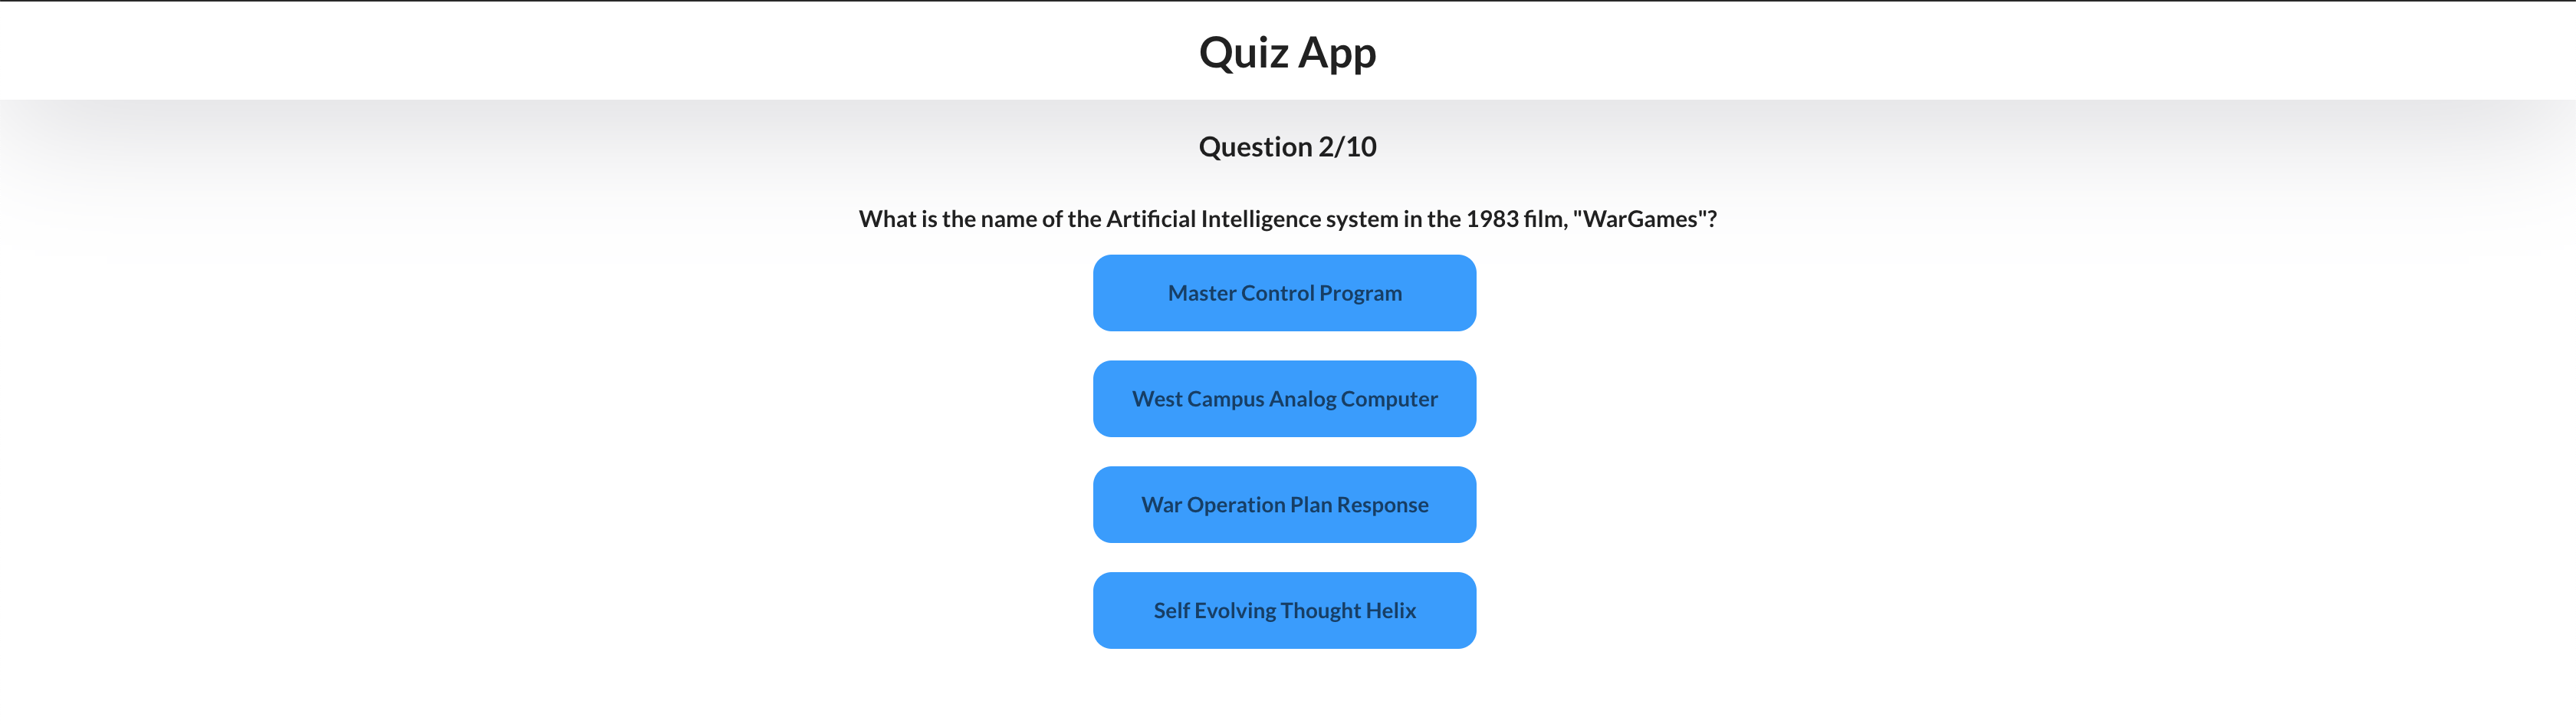 Quiz App
Question 2/10
What is the name of the Artificial Intelligence system in the 1983 film, "WarGames"?
Master Control Program
West Campus Analog Computer
War Operation Plan Response
Self Evolving Thought Helix